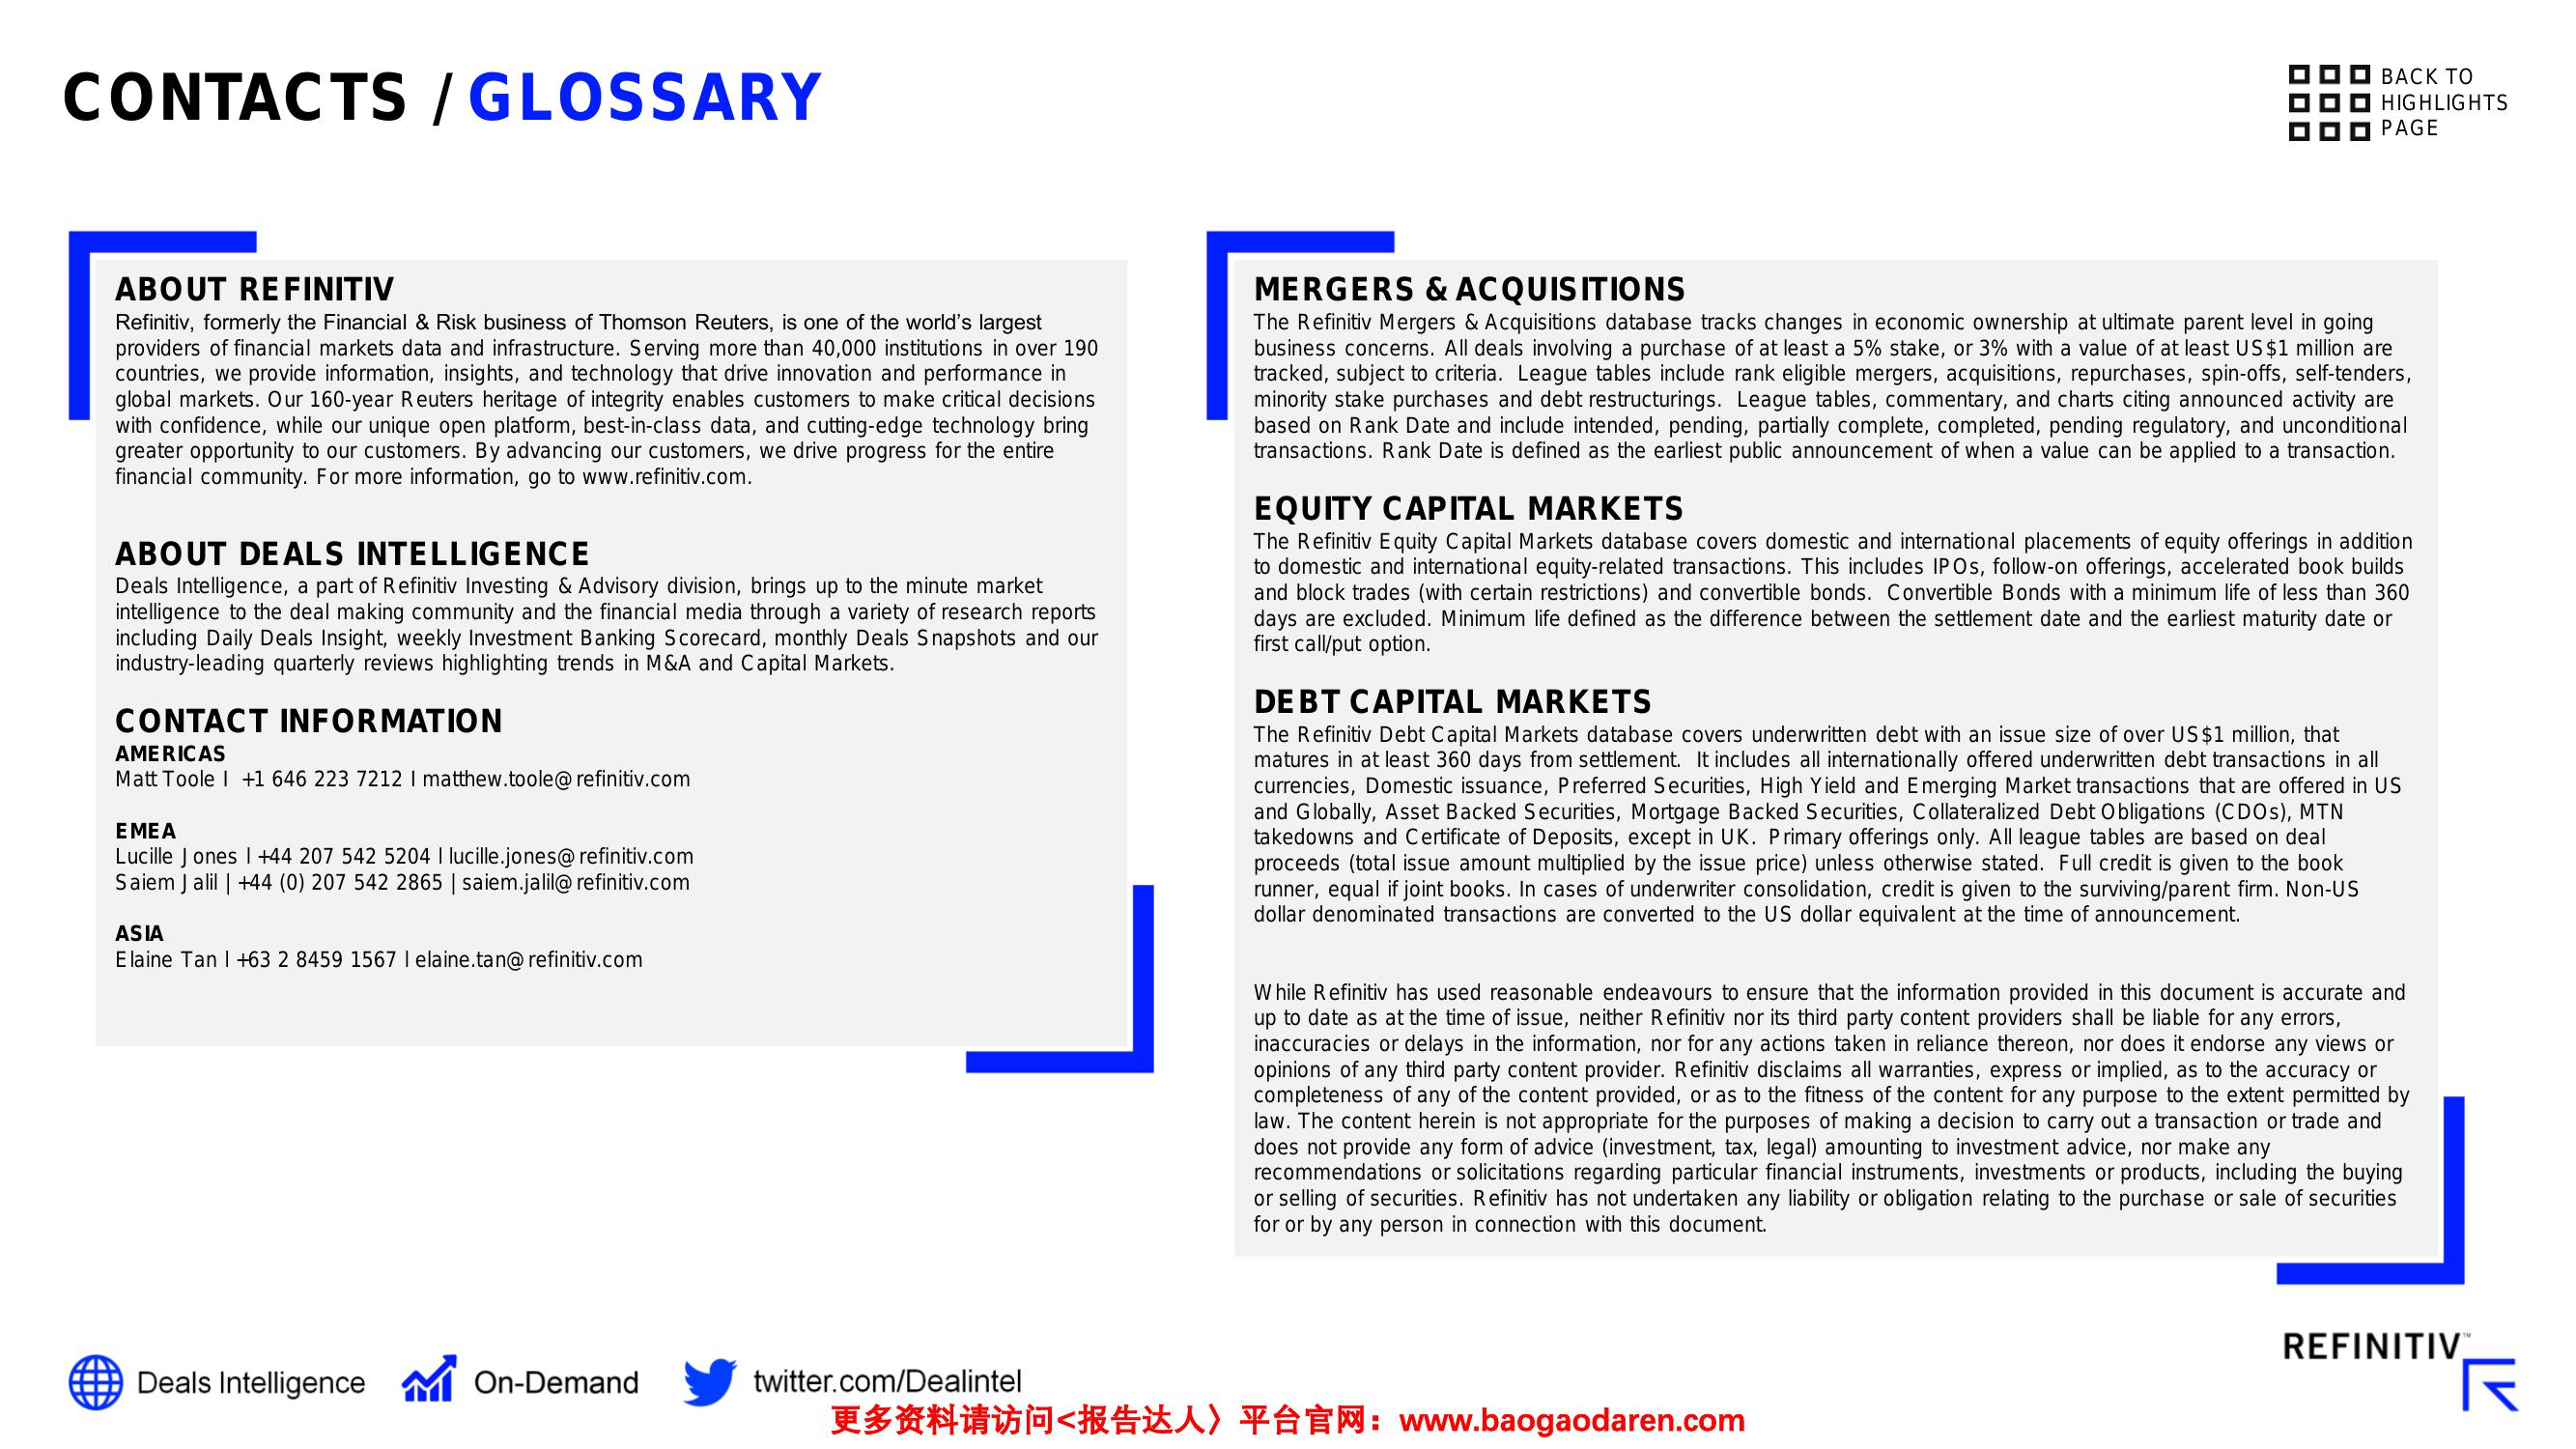 CONTACTS / GLOSSARY
BACK TO
HIGHLIGHTS
PAGE
ABOUT REFINITIV
Refinitiv, formerly the Financial & Risk business of Thomson Reuters, is one of the world’s largest
providers of financial markets data and infrastructure. Serving more than 40,000 institutions in over 190
countries, we provide information, insights, and technology that drive innovation and performance in
global markets. Our 160-year Reuters heritage of integrity enables customers to make critical decisions
with confidence, while our unique open platform, best-in-class data, and cutting-edge technology bring
greater opportunity to our customers. By advancing our customers, we drive progress for the entire
financial community. For more information, go to www.refinitiv.com.
ABOUT DEALS INTELLIGENCE
Deals Intelligence, a part of Refinitiv Investing & Advisory division, brings up to the minute market
intelligence to the deal making community and the financial media through a variety of research reports
including Daily Deals Insight, weekly Investment Banking Scorecard, monthly Deals Snapshots and our
industry-leading quarterly reviews highlighting trends in M&A and Capital Markets.
CONTACT INFORMATION
AMERICAS
Matt Toole I +1 646 223 7212 I matthew.toole@refinitiv.com
EMEA
Lucille Jones l +44 207 542 5204 l lucille.jones@refinitiv.com
Saiem Jalil | +44 (0) 207 542 2865 | saiem.jalil@refinitiv.com
ASIA
Elaine Tan l +63 2 8459 1567 l elaine.tan@refinitiv.com
MERGERS & ACQUISITIONS
The Refinitiv Mergers & Acquisitions database tracks changes in economic ownership at ultimate parent level in going
business concerns. All deals involving a purchase of at least a 5% stake, or 3% with a value of at least US$1 million are
tracked, subject to criteria. League tables include rank eligible mergers, acquisitions, repurchases, spin-offs, self-tenders,
minority stake purchases and debt restructurings. League tables, commentary, and charts citing announced activity are
based on Rank Date and include intended, pending, partially complete, completed, pending regulatory, and unconditional
transactions. Rank Date is defined as the earliest public announcement of when a value can be applied to a transaction.
EQUITY CAPITAL MARKETS
The Refinitiv Equity Capital Markets database covers domestic and international placements of equity offerings in addition
to domestic and international equity-related transactions. This includes IPOs, follow-on offerings, accelerated book builds
and block trades (with certain restrictions) and convertible bonds. Convertible Bonds with a minimum life of less than 360
days are excluded. Minimum life defined as the difference between the settlement date and the earliest maturity date or
first call/put option.
DEBT CAPITAL MARKETS
The Refinitiv Debt Capital Markets database covers underwritten debt with an issue size of over US$1 million, that
matures in at least 360 days from settlement. It includes all internationally offered underwritten debt transactions in all
currencies, Domestic issuance, Preferred Securities, High Yield and Emerging Market transactions that are offered in US
and Globally, Asset Backed Securities, Mortgage Backed Securities, Collateralized Debt Obligations (CDOs), MTN
takedowns and Certificate of Deposits, except in UK. Primary offerings only. All league tables are based on deal
proceeds (total issue amount multiplied by the issue price) unless otherwise stated. Full credit is given to the book
runner, equal if joint books. In cases of underwriter consolidation, credit is given to the surviving/parent firm. Non-US
dollar denominated transactions are converted to the US dollar equivalent at the time of announcement.
While Refinitiv has used reasonable endeavours to ensure that the information provided in this document is accurate and
up to date as at the time of issue, neither Refinitiv nor its third party content providers shall be liable for any errors,
inaccuracies or delays in the information, nor for any actions taken in reliance thereon, nor does it endorse any views or
opinions of any third party content provider. Refinitiv disclaims all warranties, express or implied, as to the accuracy or
completeness of any of the content provided, or as to the fitness of the content for any purpose to the extent permitted by
law. The content herein is not appropriate for the purposes of making a decision to carry out a transaction or trade and
does not provide any form of advice (investment, tax, legal) amounting to investment advice, nor make any
recommendations or solicitations regarding particular financial instruments, investments or products, including the buying
or selling of securities. Refinitiv has not undertaken any liability or obligation relating to the purchase or sale of securities
for or by any person in connection with this document.
Deals Intelligence
On-Demand
twitter.com/Dealintel
REFINITIV™
更多资料请访问<报告达人〉平台官网：www.baogaodaren.com